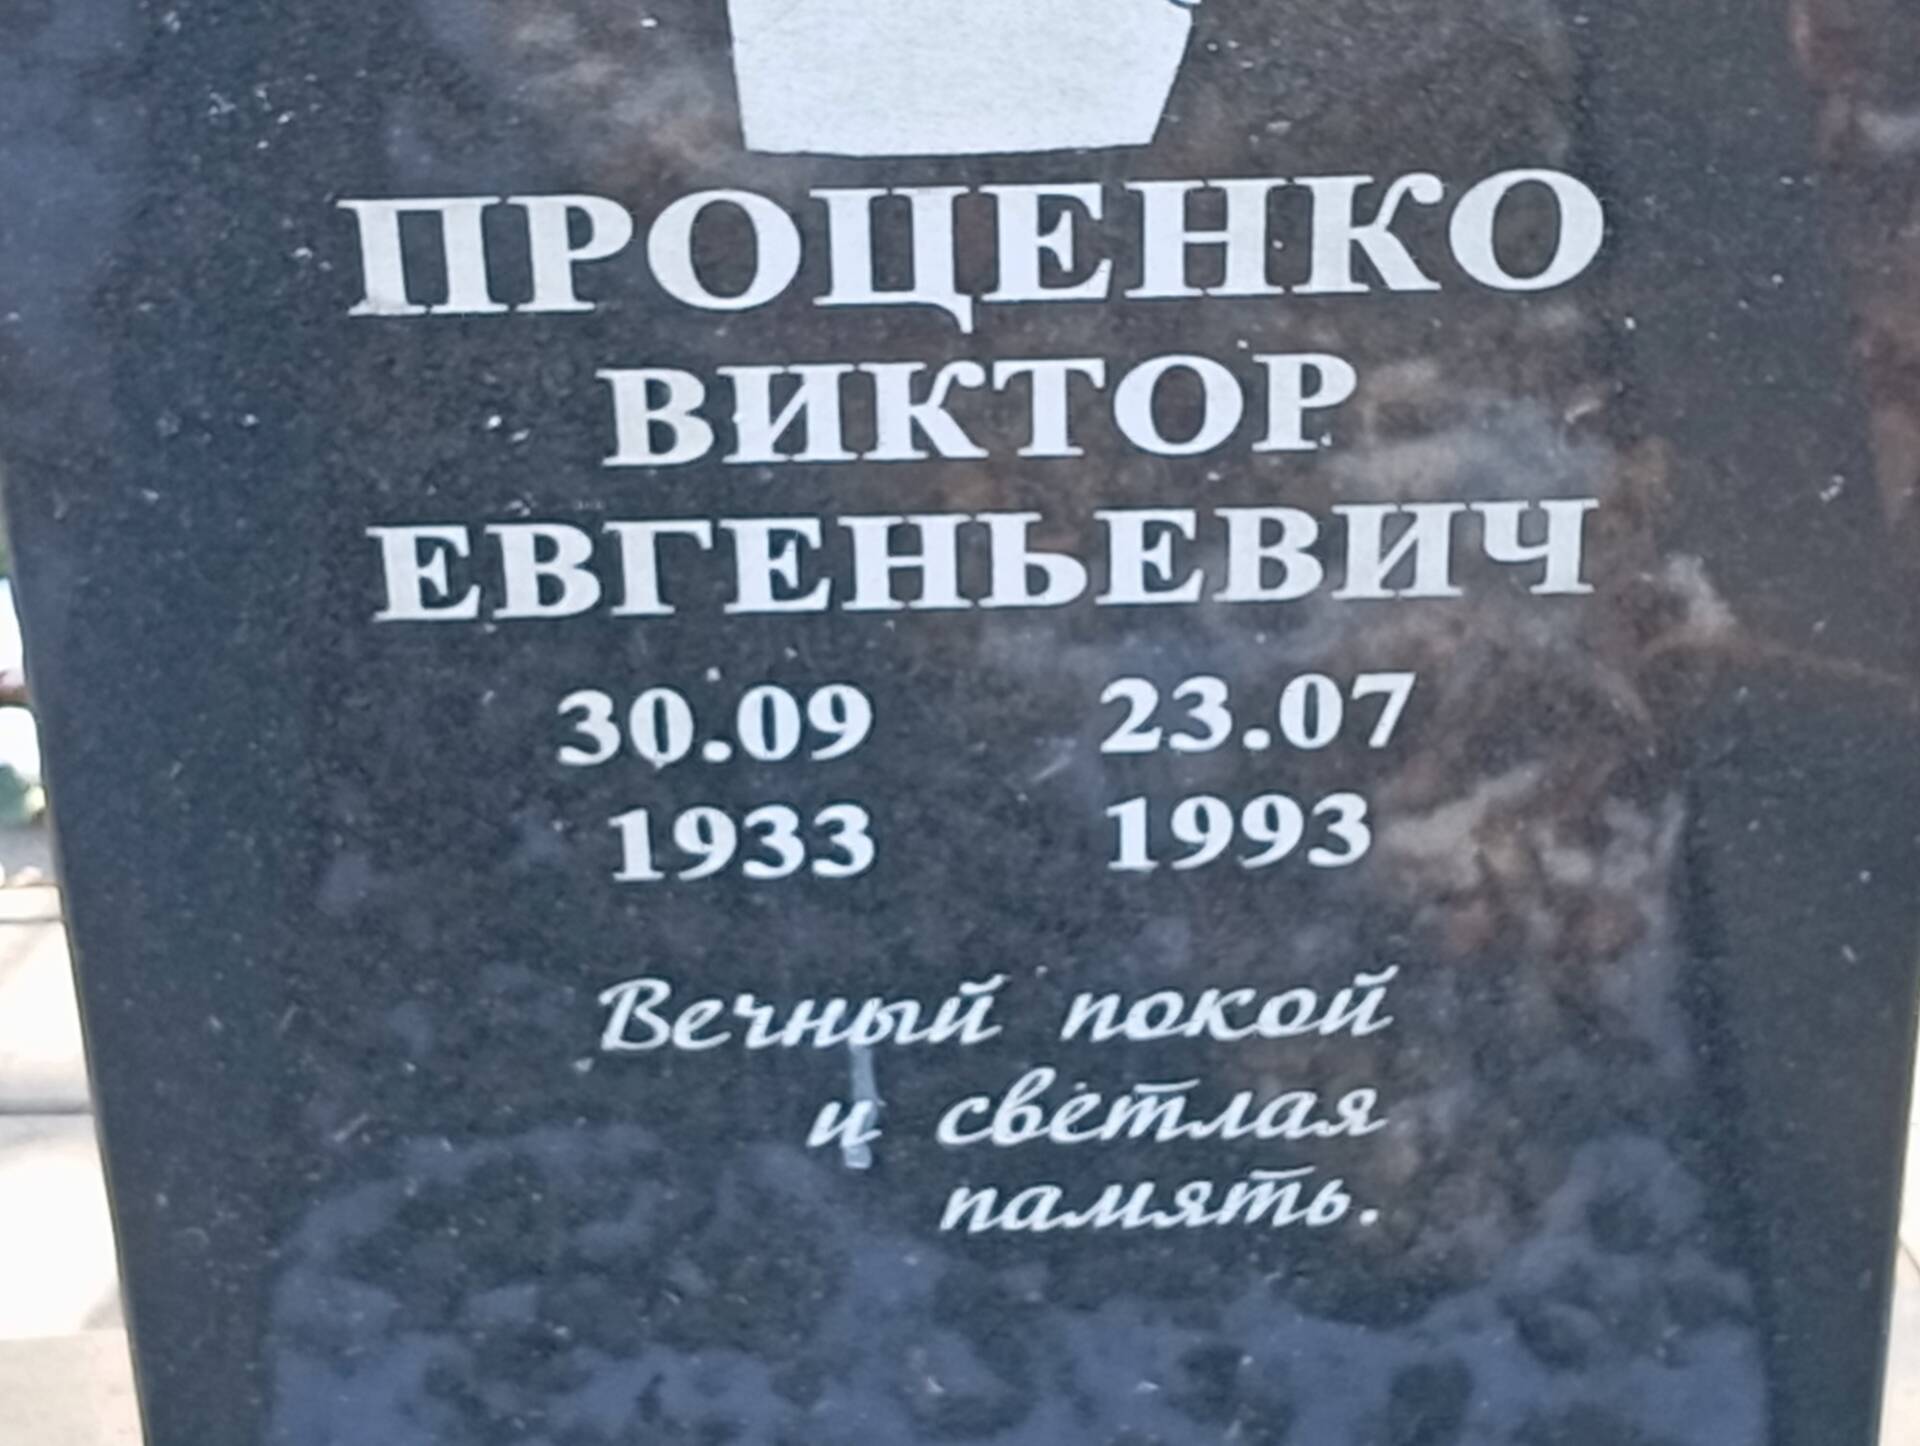 ПРОЦЕНКО
ВИКТОР
ЕВГЕНЬЕВИЧ
30.09 23.07
1933 1993
Вечный покой
и светлая
память.